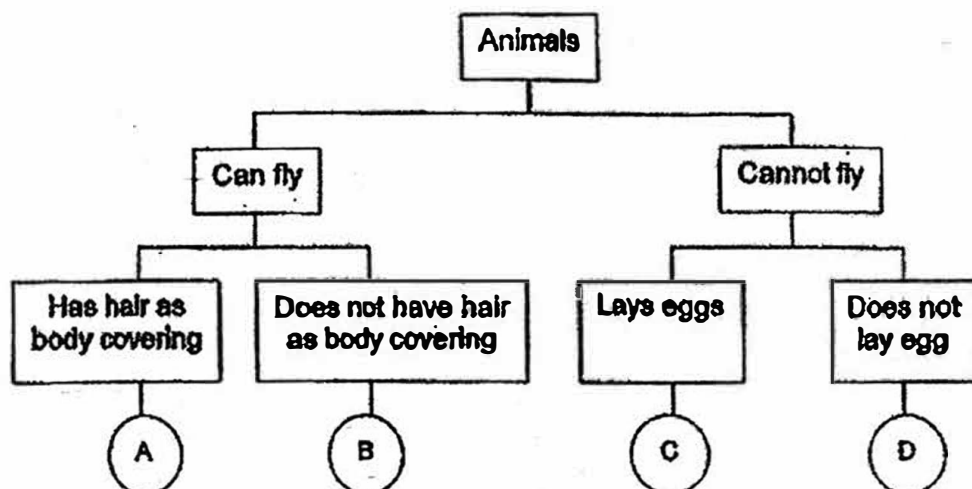 Animals
Can fly
Cannot fly
Has hair as
body covering
Does not have hair
as body covering
Lays eggs
Does not
lay egg
A
B
C
D